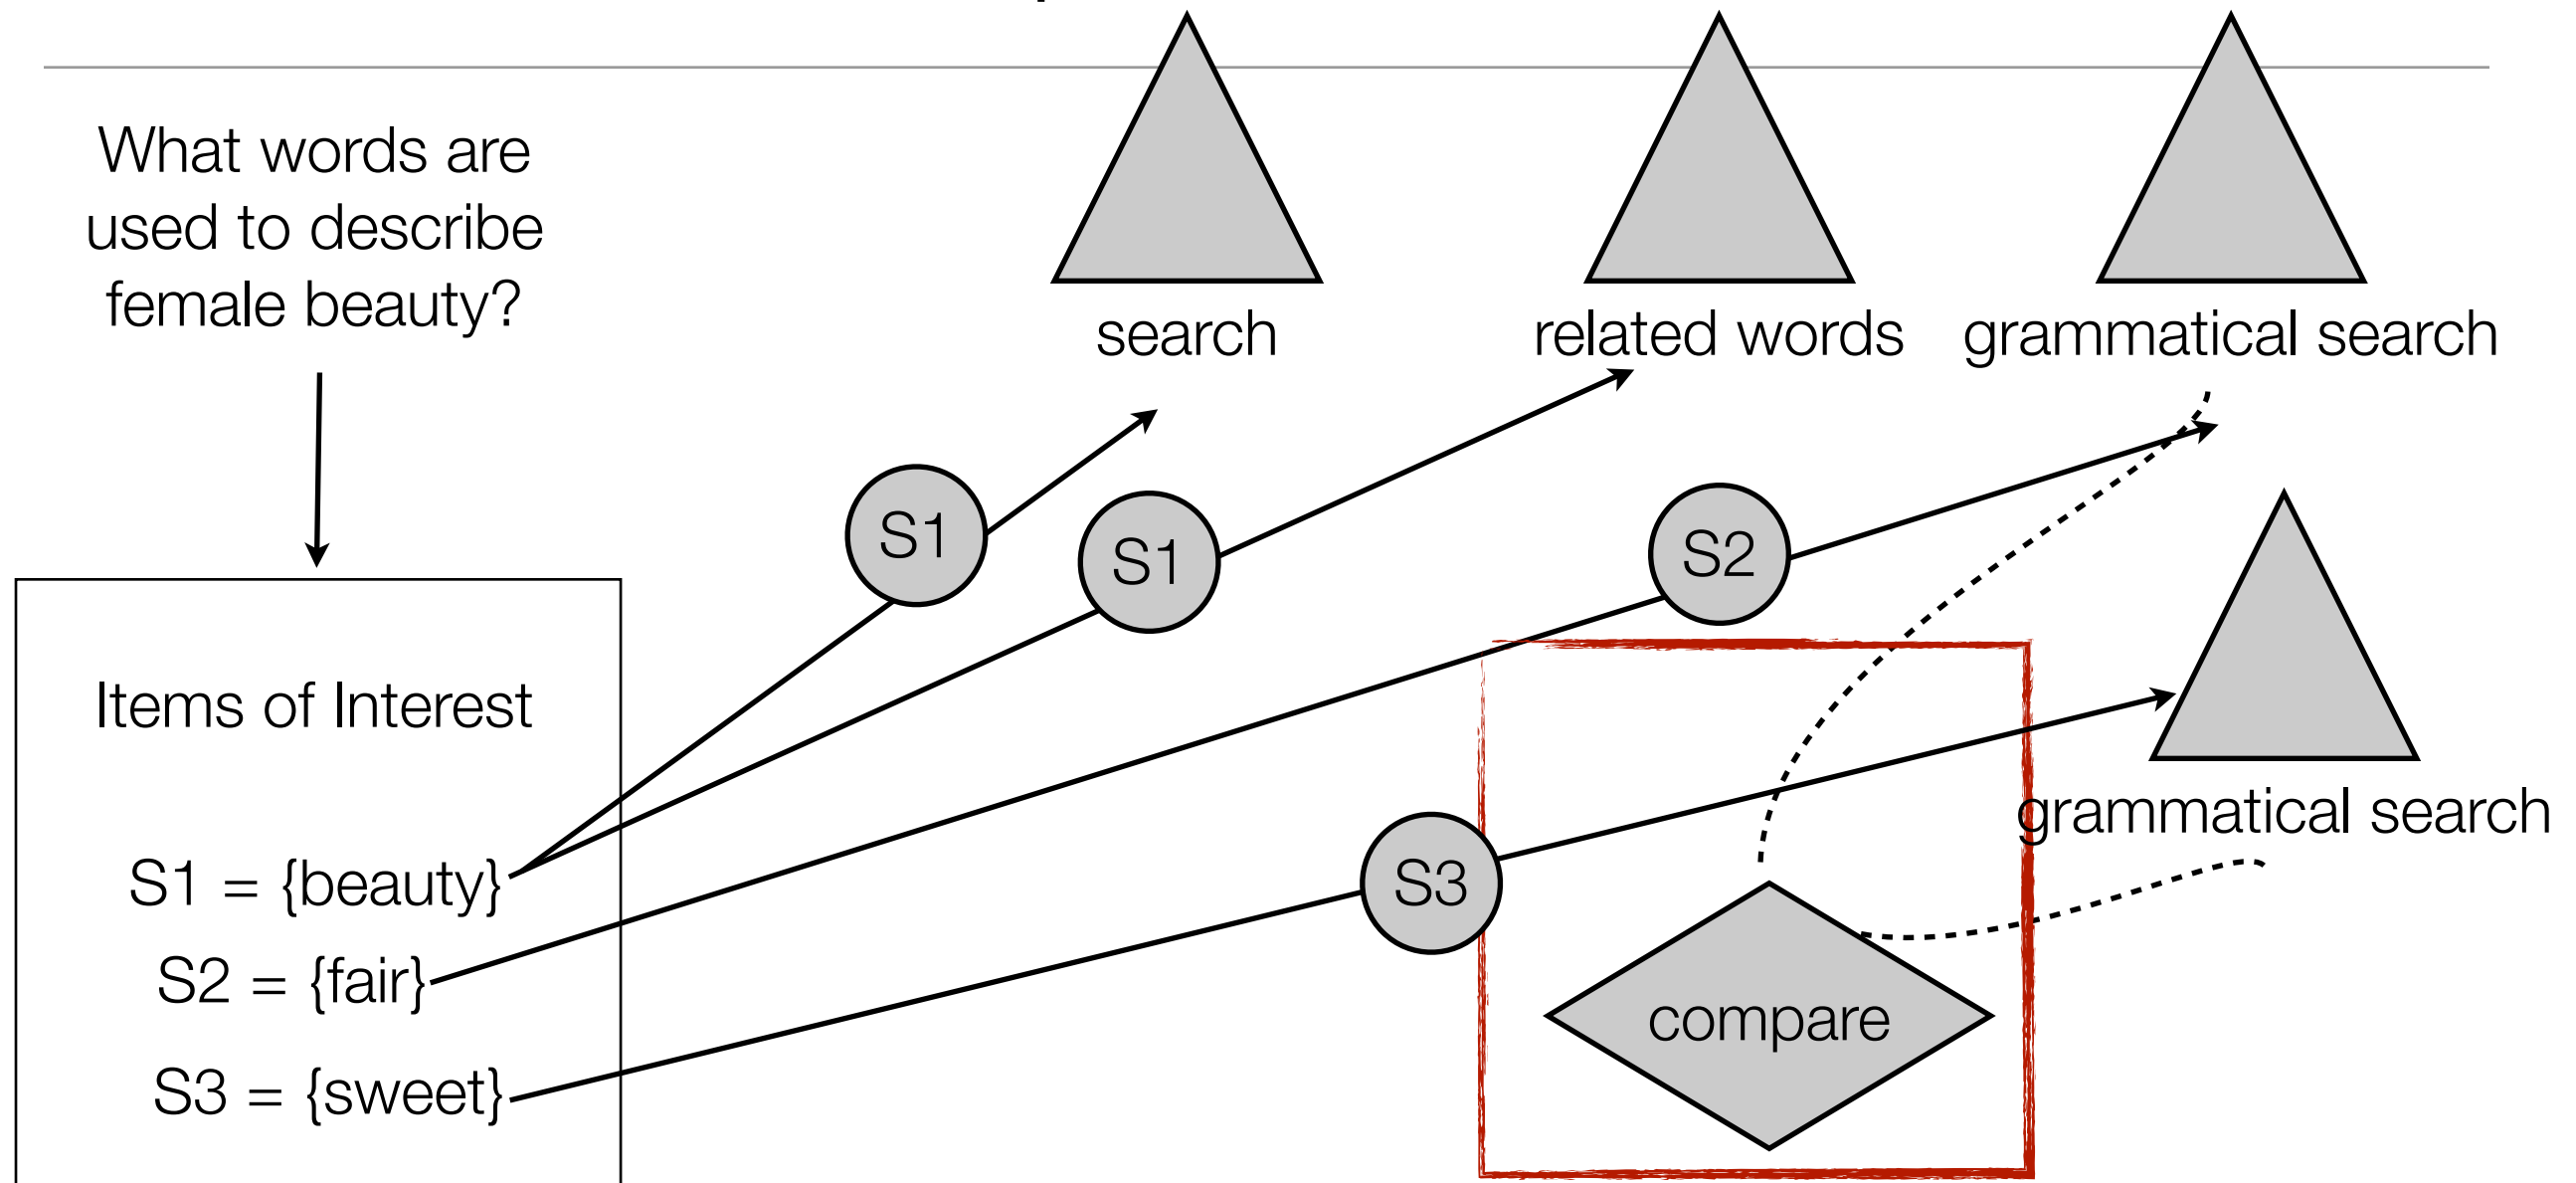 What words are
used to describe
female beauty?
search
related words
grammatical search
S1
S1
S2
grammatical search
Items of Interest
S3
S1 = {beauty}
S2 = {fair}
S3 = {sweet}
compare